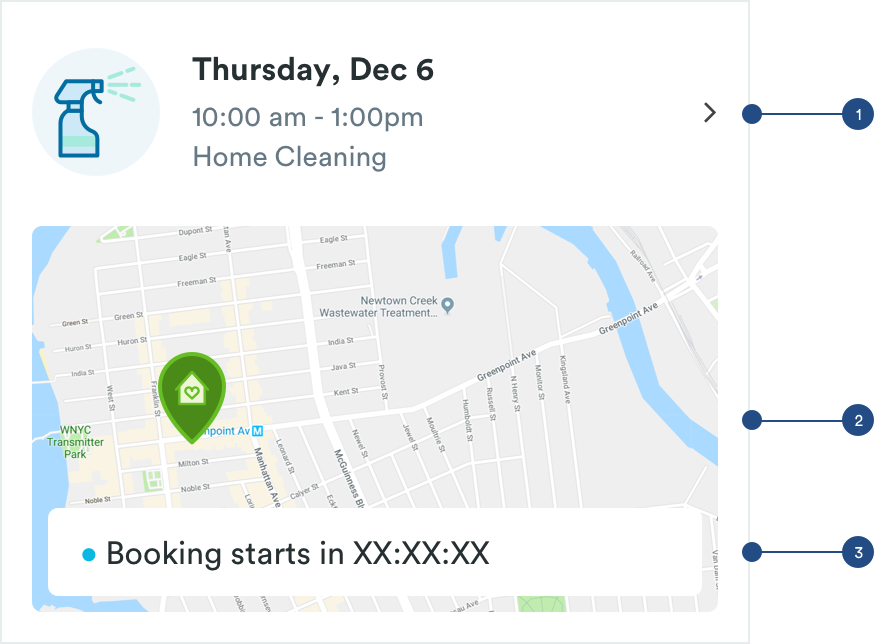 Thursday, Dec 6
10:00 am - 1:00pm
Home Cleaning
1
Dupont St
Eagle St
Eagle St
Freeman St
Freeman St
Railroad Ave
Newtown Creek
Wastewater Treatment...
Greenpoint Ave
Green St
Green St
Huron St
Huron St
India St
India St
Java St
Kent St
Provost St
Greenpoint Ave
Kingsland Ave
Monitor St
N Henry St
Russell St
Humboldt St
Moultrie St
Jewel St
Newel St
West St
Franklin St
npoint Av M
2
WNYC
Transmitter
Park
Milton St
Noble St
Noble St
Leonard St
Manhattan Ave
McGuinness Bl
Calyer St
Booking starts in XX:XX:XX
3